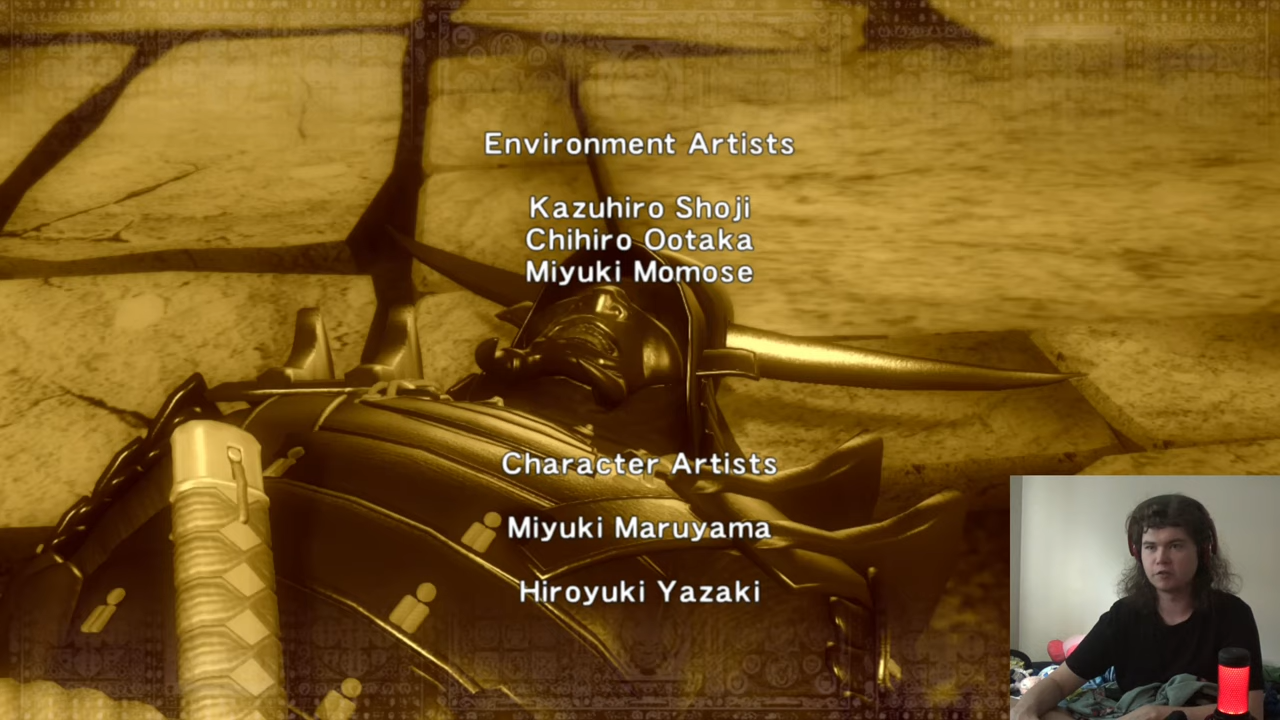 Environment Artists
Kazuhiro Shoji
Chihiro Ootaka
Miyuki Momose
Character Artists
Miyuki Maruyama
Hiroyuki Yazaki